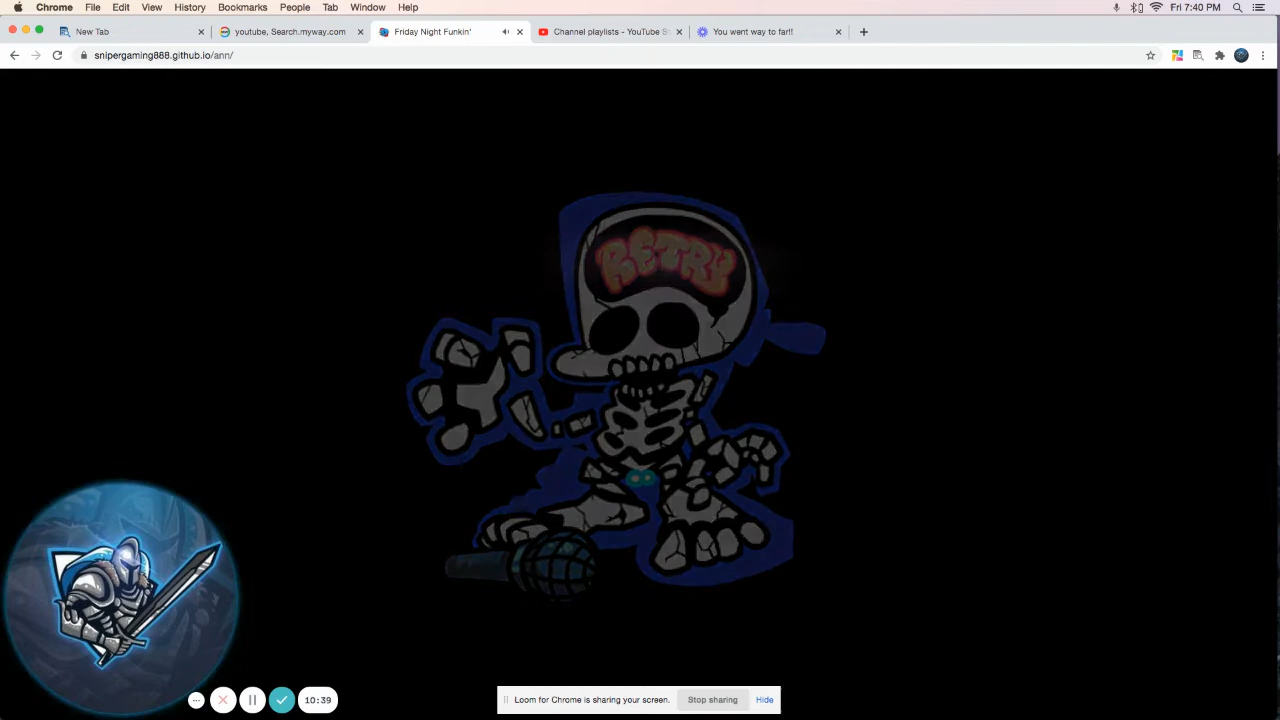 Chrome File Edit View History Bookmarks People Tab Window Help Fri 7:40 PM
New Tab youtube, Search.myway.com Friday Night Funkin' Channel playlists - YouTube S You went way to far!!
snipergaming888.github.io/ann/
RETRY
10:39
Loom for Chrome is sharing your screen. Stop sharing Hide